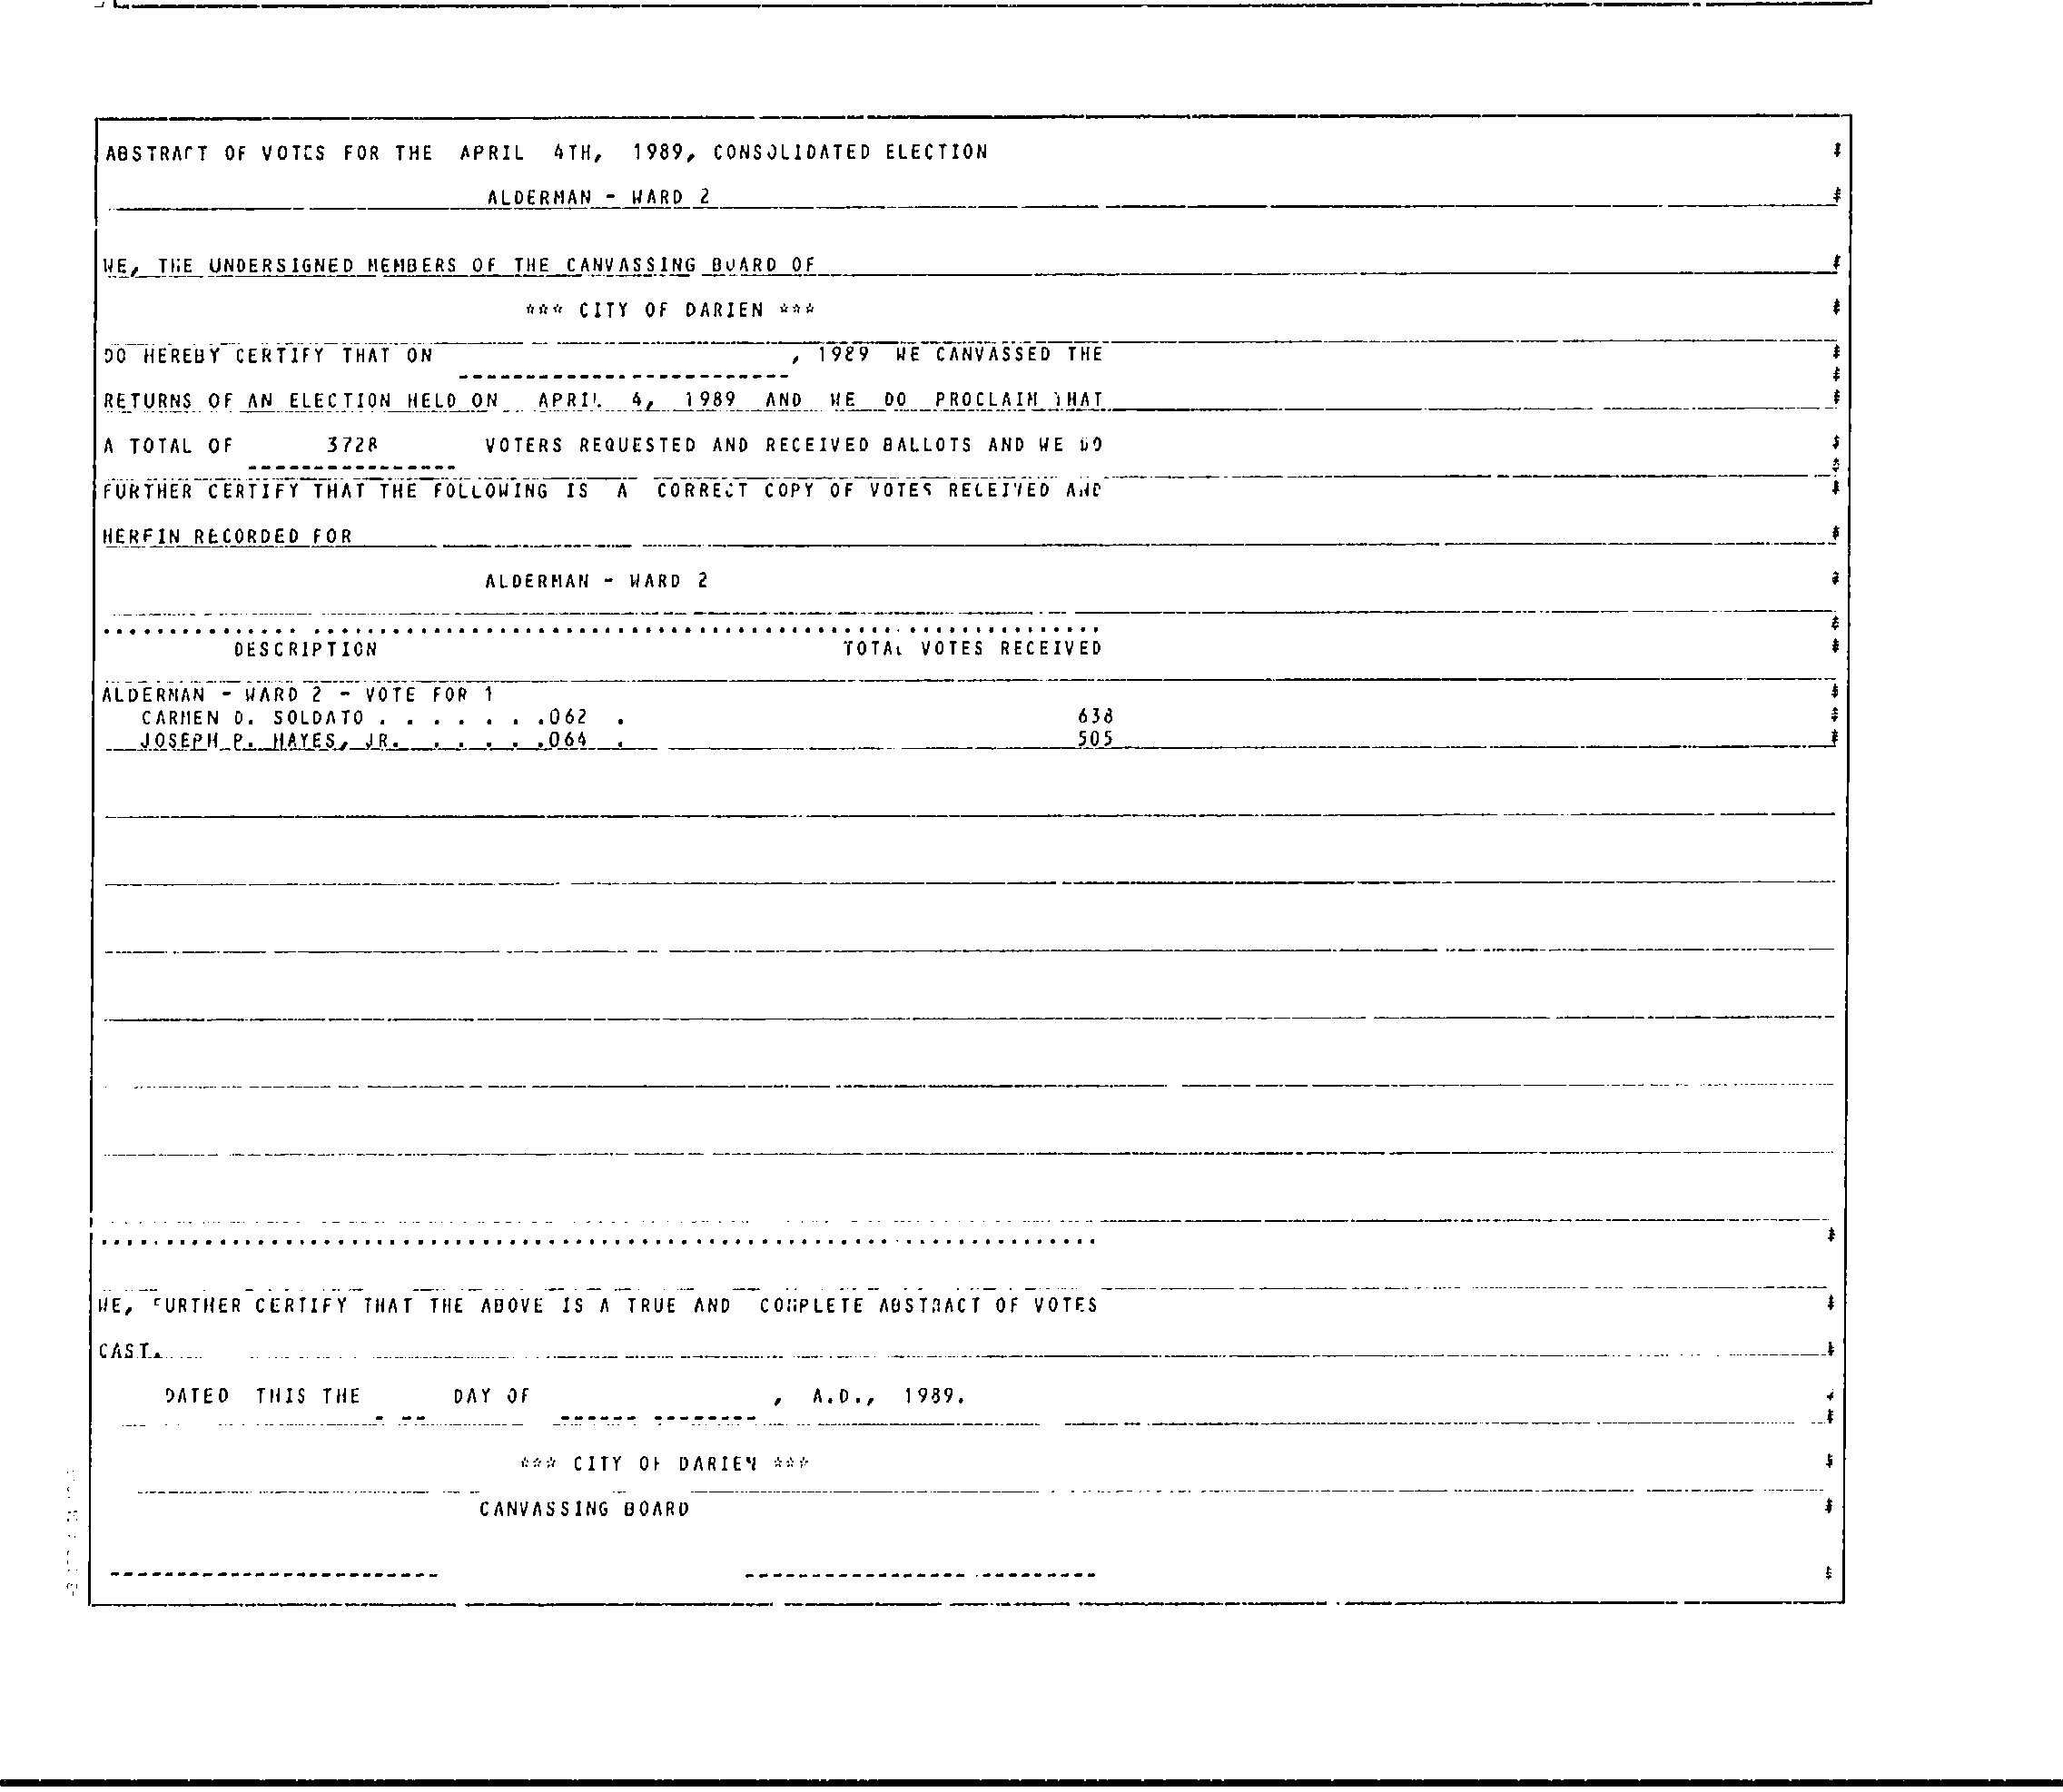 ABSTRACT OF VOTES FOR THE APRIL 4TH, 1989, CONSOLIDATED ELECTION
ALDERMAN - WARD 2
WE, THE UNDERSIGNED MEMBERS OF THE CANVASSING BOARD OF
*** CITY OF DARIEN ***
DO HEREBY CERTIFY THAT ON , 1989 WE CANVASSED THE
RETURNS OF AN ELECTION HELD ON APRIL 4, 1989 AND WE DO PROCLAIM THAT
A TOTAL OF 3728 VOTERS REQUESTED AND RECEIVED BALLOTS AND WE DO
FURTHER CERTIFY THAT THE FOLLOWING IS A CORRECT COPY OF VOTES RECEIVED AND
HEREIN RECORDED FOR
ALDERMAN - WARD 2
DESCRIPTION TOTAL VOTES RECEIVED
ALDERMAN - WARD 2 - VOTE FOR 1
CARMEN D. SOLDATO . . . . . . .062 . 638
JOSEPH P. HAYES, JR. . . . . . .064 . 505
WE, FURTHER CERTIFY THAT THE ABOVE IS A TRUE AND COMPLETE ABSTRACT OF VOTES
CAST.
DATED THIS THE DAY OF , A.D., 1989.
*** CITY OF DARIEN ***
CANVASSING BOARD